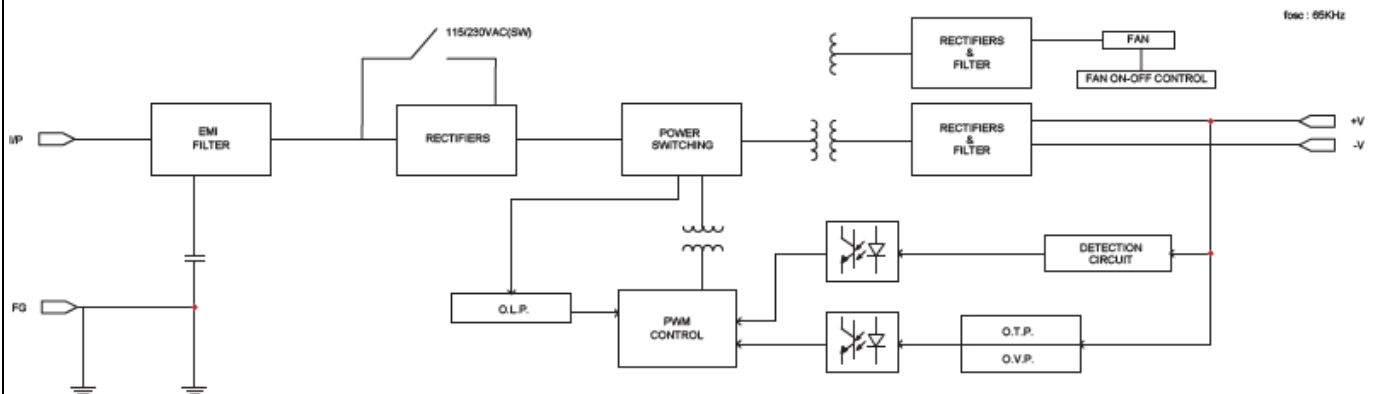 fosc : 65KHz
115/230VAC(SW)
RECTIFIERS
&
FILTER
FAN
FAN ON-OFF CONTROL
I/P
EMI
FILTER
RECTIFIERS
POWER
SWITCHING
RECTIFIERS
&
FILTER
+V
-V
DETECTION
CIRCUIT
FG
O.L.P.
PWM
CONTROL
O.T.P.
O.V.P.